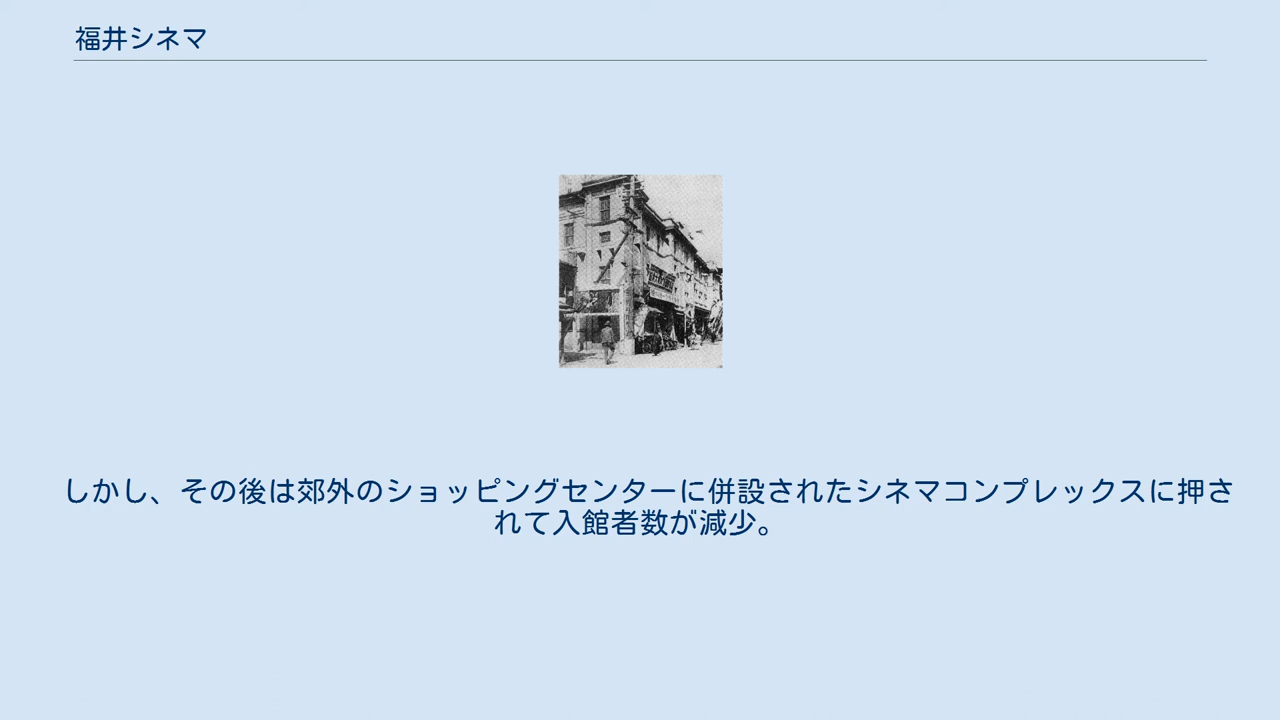 福井シネマ
しかし、その後は郊外のショッピングセンターに併設されたシネマコンプレックスに押さ
れて入館者数が減少。